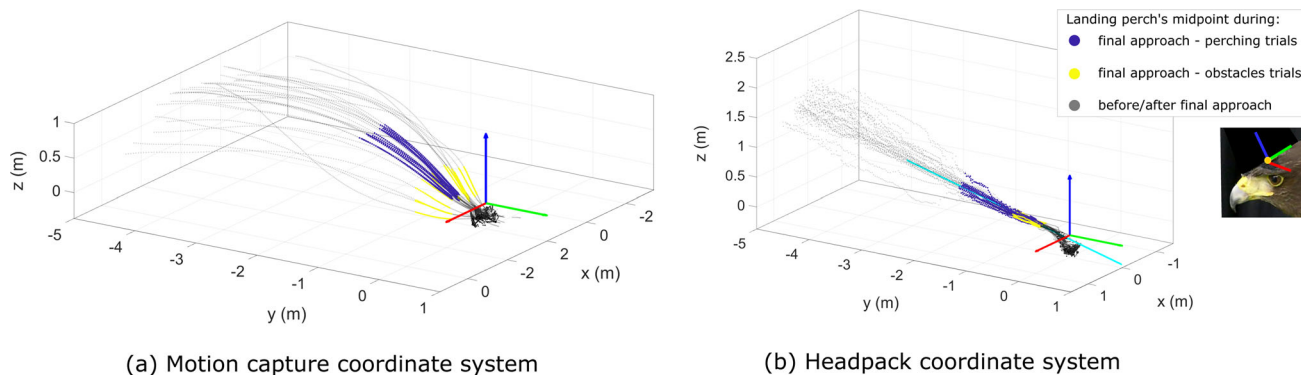 z (m)
1
0.5
0
-5
-4
-3
-2
-1
0
1
y (m)
-2
0
2
-2
0
x (m)
(a) Motion capture coordinate system
z (m)
2.5
2
1.5
1
0.5
0
-5
-4
-3
-2
-1
0
1
y (m)
-1
0
1
x (m)
(b) Headpack coordinate system
Landing perch's midpoint during:
final approach - perching trials
final approach - obstacles trials
before/after final approach